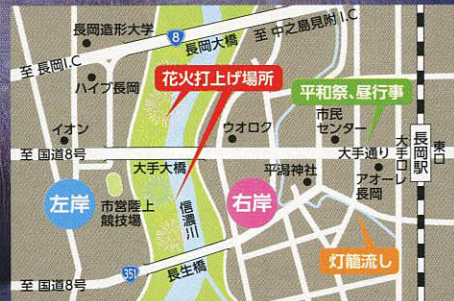 長岡造形大学
8
長岡大橋
至 中之島見附 I.C
至 長岡I.C
ハイブ長岡
花火打上げ場所
平和祭、昼行事
イオン
ウオロク
市民
センター
大手口
長岡駅
東口
至 国道8号
大手大橋
大手通り
アオーレ
長岡
平潟神社
左岸
市営陸上
競技場
信濃川
右岸
灯籠流し
至 国道8号
351
長生橋